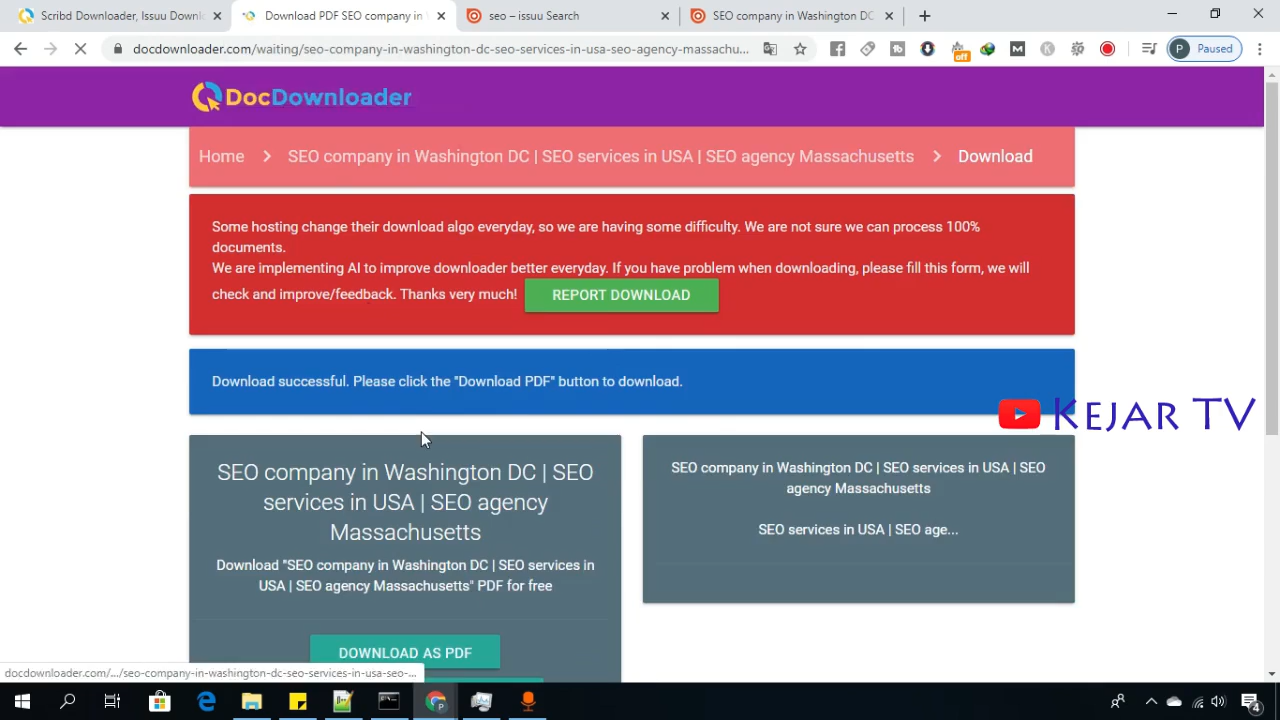 Scribd Downloader, Issuu Downl
Download PDF SEO company in W
seo – issuu Search
SEO company in Washington DC
docdownloader.com/waiting/seo-company-in-washington-dc-seo-services-in-usa-seo-agency-massachu...
off
M
K
P Paused
DocDownloader
Home > SEO company in Washington DC | SEO services in USA | SEO agency Massachusetts > Download
Some hosting change their download algo everyday, so we are having some difficulty. We are not sure we can process 100%
documents.
We are implementing AI to improve downloader better everyday. If you have problem when downloading, please fill this form, we will
check and improve/feedback. Thanks very much! REPORT DOWNLOAD
Download successful. Please click the "Download PDF" button to download.
Kejar TV
SEO company in Washington DC | SEO
services in USA | SEO agency
Massachusetts
Download "SEO company in Washington DC | SEO services in
USA | SEO agency Massachusetts" PDF for free
DOWNLOAD AS PDF
SEO company in Washington DC | SEO services in USA | SEO
agency Massachusetts
SEO services in USA | SEO age...
docdownloader.com/.../seo-company-in-washington-dc-seo-services-in-usa-seo-...
P
4